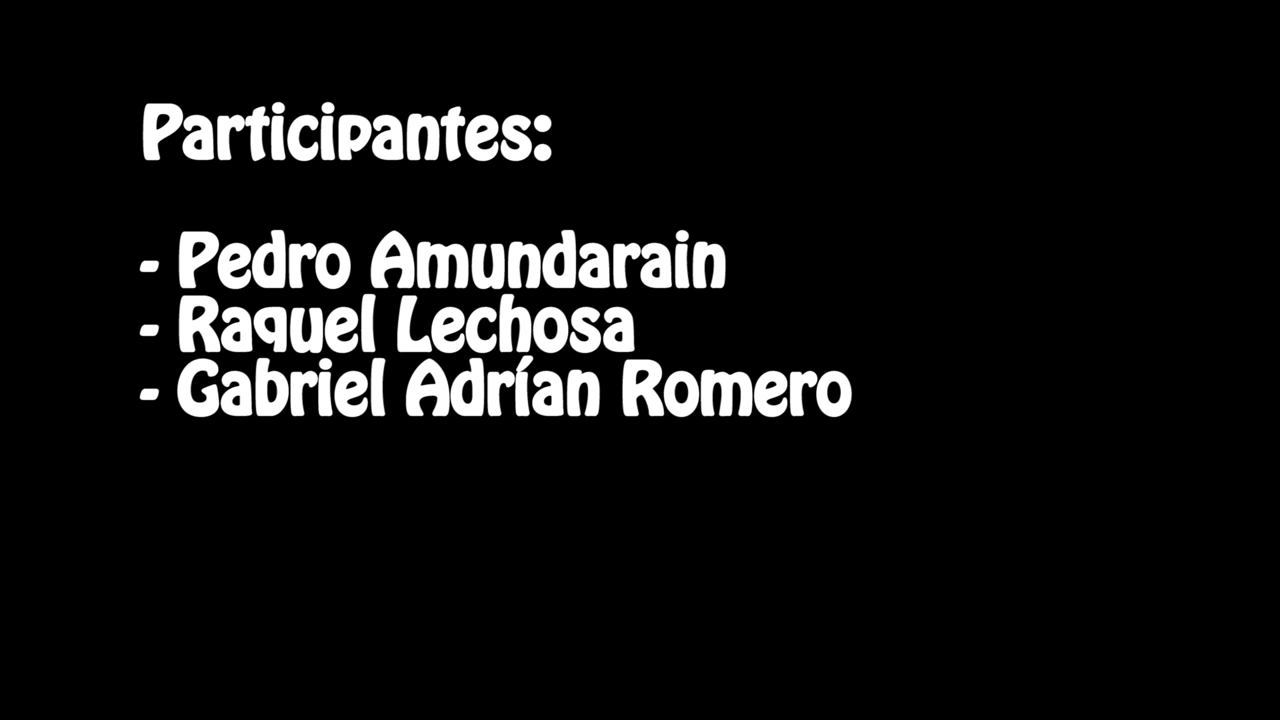 Participantes:
- Pedro Amundarain
- Raquel Lechosa
- Gabriel Adrían Romero